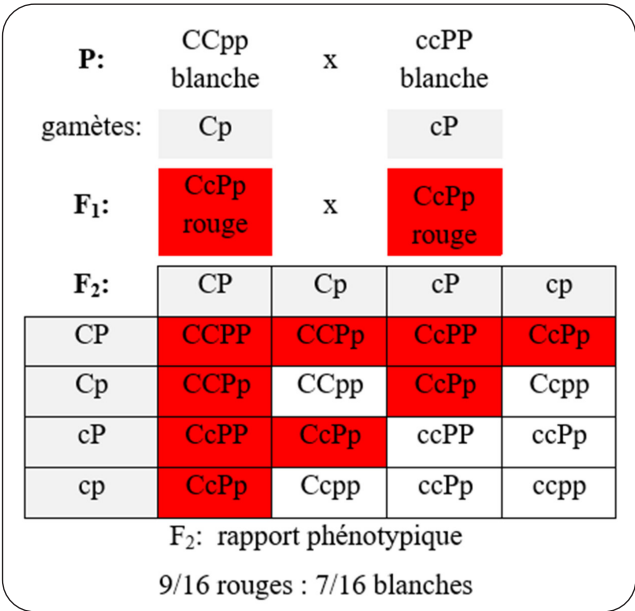 P: CCpp x ccPP
blanche blanche
gamètes: Cp cP
F₁: CcPp x CcPp
rouge rouge
F₂: CP Cp cP cp
CP CCPP CCPp CcPP CcPp
Cp CCPp CCpp CcPp Ccpp
cP CcPP CcPp ccPP ccPp
cp CcPp Ccpp ccPp ccpp
F₂: rapport phénotypique
9/16 rouges : 7/16 blanches